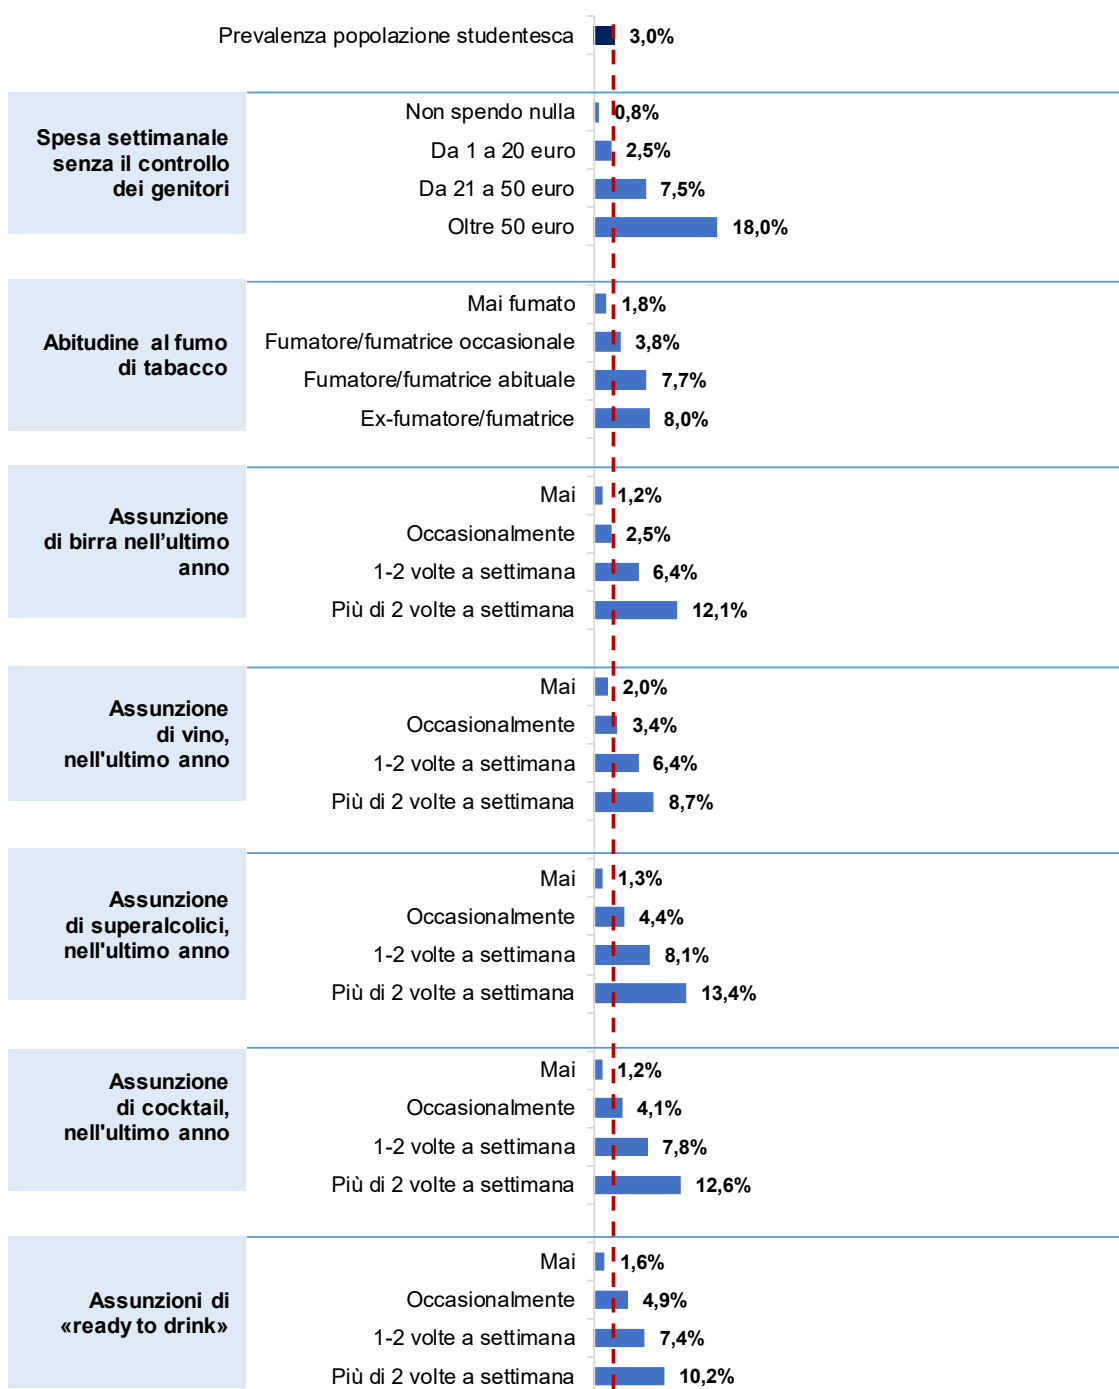 Prevalenza popolazione studentesca 3,0%
Spesa settimanale
senza il controllo
dei genitori
Non spendo nulla 0,8%
Da 1 a 20 euro 2,5%
Da 21 a 50 euro 7,5%
Oltre 50 euro 18,0%
Abitudine al fumo
di tabacco
Mai fumato 1,8%
Fumatore/fumatrice occasionale 3,8%
Fumatore/fumatrice abituale 7,7%
Ex-fumatore/fumatrice 8,0%
Assunzione
di birra nell’ultimo
anno
Mai 1,2%
Occasionalmente 2,5%
1-2 volte a settimana 6,4%
Più di 2 volte a settimana 12,1%
Assunzione
di vino,
nell'ultimo anno
Mai 2,0%
Occasionalmente 3,4%
1-2 volte a settimana 6,4%
Più di 2 volte a settimana 8,7%
Assunzione
di superalcolici,
nell'ultimo anno
Mai 1,3%
Occasionalmente 4,4%
1-2 volte a settimana 8,1%
Più di 2 volte a settimana 13,4%
Assunzione
di cocktail,
nell'ultimo anno
Mai 1,2%
Occasionalmente 4,1%
1-2 volte a settimana 7,8%
Più di 2 volte a settimana 12,6%
Assunzioni di
«ready to drink»
Mai 1,6%
Occasionalmente 4,9%
1-2 volte a settimana 7,4%
Più di 2 volte a settimana 10,2%